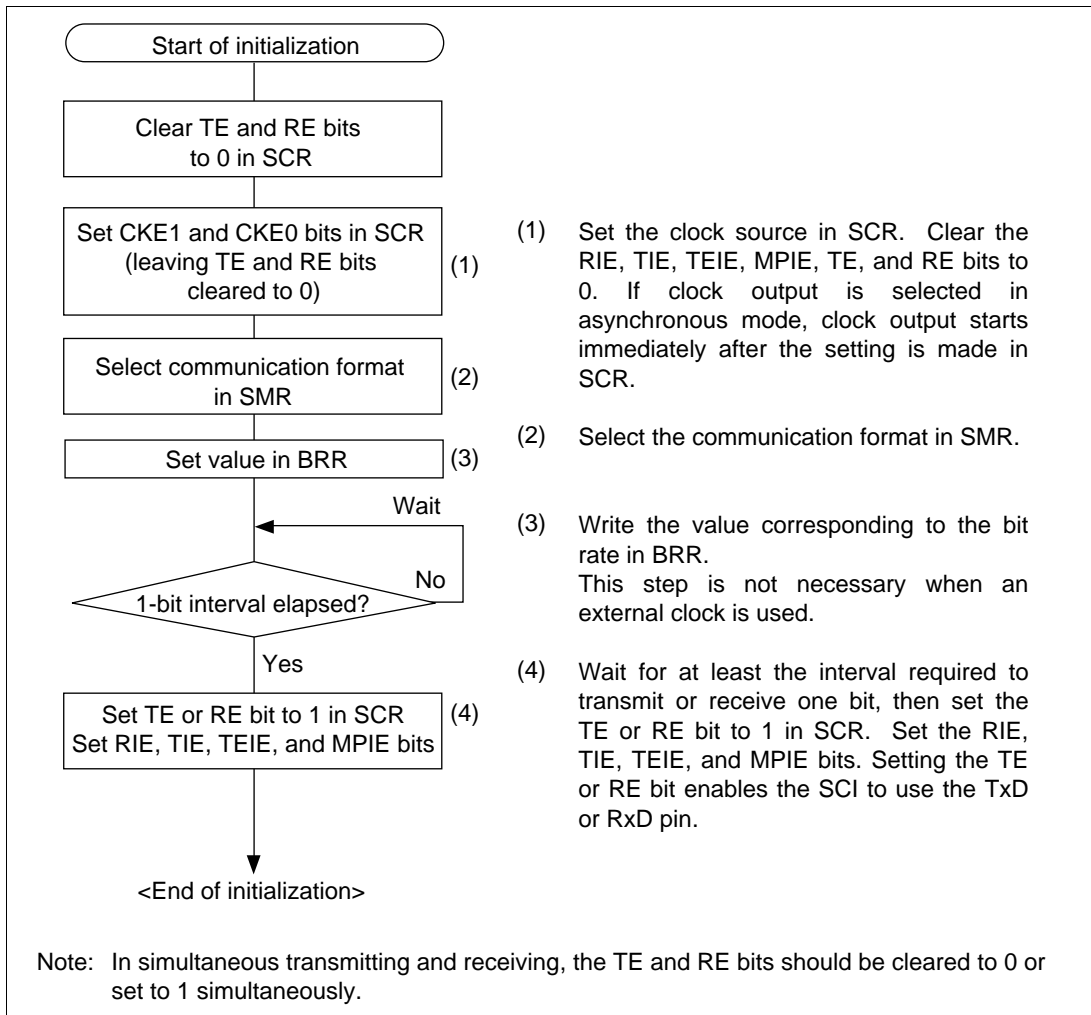 Start of initialization
Clear TE and RE bits
to 0 in SCR
Set CKE1 and CKE0 bits in SCR
(leaving TE and RE bits
cleared to 0)
(1)
Select communication format
in SMR
(2)
Set value in BRR
(3)
Wait
No
1-bit interval elapsed?
Yes
Set TE or RE bit to 1 in SCR
Set RIE, TIE, TEIE, and MPIE bits
(4)
<End of initialization>
(1) Set the clock source in SCR. Clear the
RIE, TIE, TEIE, MPIE, TE, and RE bits to
0. If clock output is selected in
asynchronous mode, clock output starts
immediately after the setting is made in
SCR.
(2) Select the communication format in SMR.
(3) Write the value corresponding to the bit
rate in BRR.
This step is not necessary when an
external clock is used.
(4) Wait for at least the interval required to
transmit or receive one bit, then set the
TE or RE bit to 1 in SCR. Set the RIE,
TIE, TEIE, and MPIE bits. Setting the TE
or RE bit enables the SCI to use the TxD
or RxD pin.
Note: In simultaneous transmitting and receiving, the TE and RE bits should be cleared to 0 or
set to 1 simultaneously.